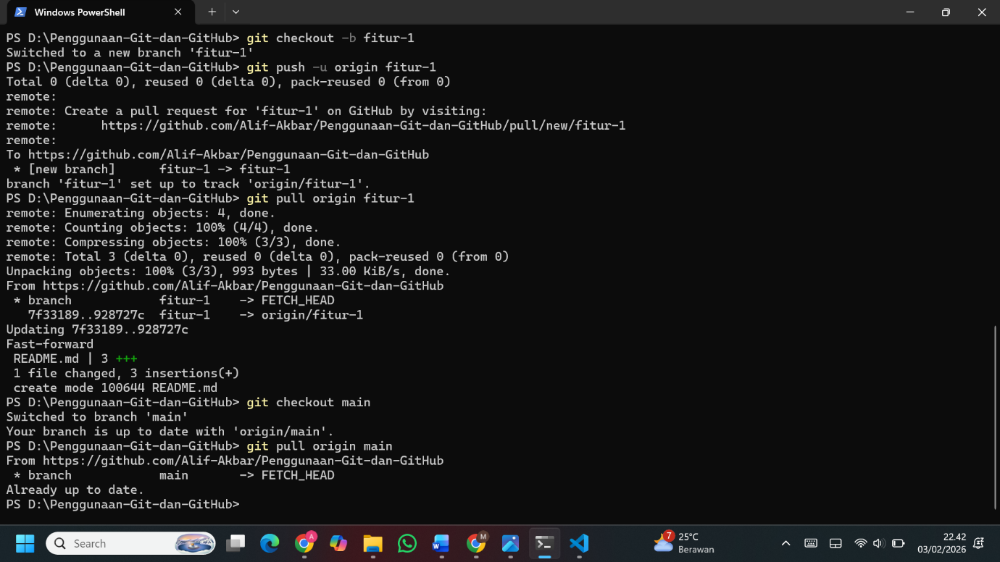 Windows PowerShell
PS D:\Penggunaan-Git-dan-GitHub> git checkout -b fitur-1
Switched to a new branch 'fitur-1'
PS D:\Penggunaan-Git-dan-GitHub> git push -u origin fitur-1
Total 0 (delta 0), reused 0 (delta 0), pack-reused 0 (from 0)
remote:
remote: Create a pull request for 'fitur-1' on GitHub by visiting:
remote:      https://github.com/Alif-Akbar/Penggunaan-Git-dan-GitHub/pull/new/fitur-1
remote:
To https://github.com/Alif-Akbar/Penggunaan-Git-dan-GitHub
 * [new branch]      fitur-1 -> fitur-1
branch 'fitur-1' set up to track 'origin/fitur-1'.
PS D:\Penggunaan-Git-dan-GitHub> git pull origin fitur-1
remote: Enumerating objects: 4, done.
remote: Counting objects: 100% (4/4), done.
remote: Compressing objects: 100% (3/3), done.
remote: Total 3 (delta 0), reused 0 (delta 0), pack-reused 0 (from 0)
Unpacking objects: 100% (3/3), 993 bytes | 33.00 KiB/s, done.
From https://github.com/Alif-Akbar/Penggunaan-Git-dan-GitHub
 * branch            fitur-1    -> FETCH_HEAD
   7f33189..928727c  fitur-1    -> origin/fitur-1
Updating 7f33189..928727c
Fast-forward
 README.md | 3 +++
 1 file changed, 3 insertions(+)
 create mode 100644 README.md
PS D:\Penggunaan-Git-dan-GitHub> git checkout main
Switched to branch 'main'
Your branch is up to date with 'origin/main'.
PS D:\Penggunaan-Git-dan-GitHub> git pull origin main
From https://github.com/Alif-Akbar/Penggunaan-Git-dan-GitHub
 * branch            main       -> FETCH_HEAD
Already up to date.
PS D:\Penggunaan-Git-dan-GitHub>
Search
A
M
7
25°C
Berawan
22.42
03/02/2026